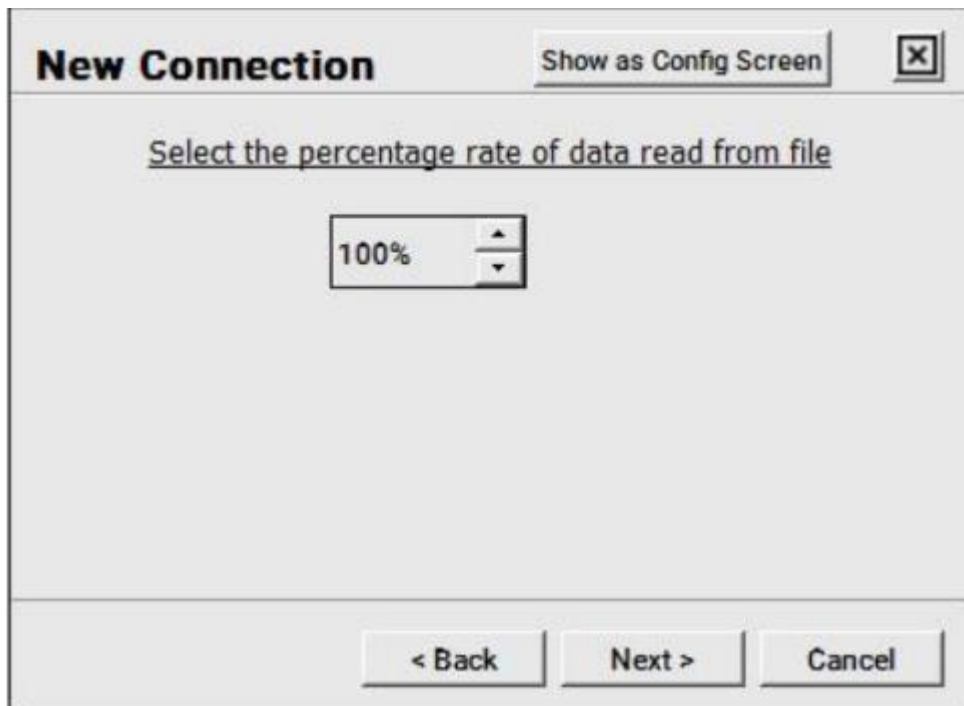 New Connection
Show as Config Screen
Select the percentage rate of data read from file
100%
< Back
Next >
Cancel